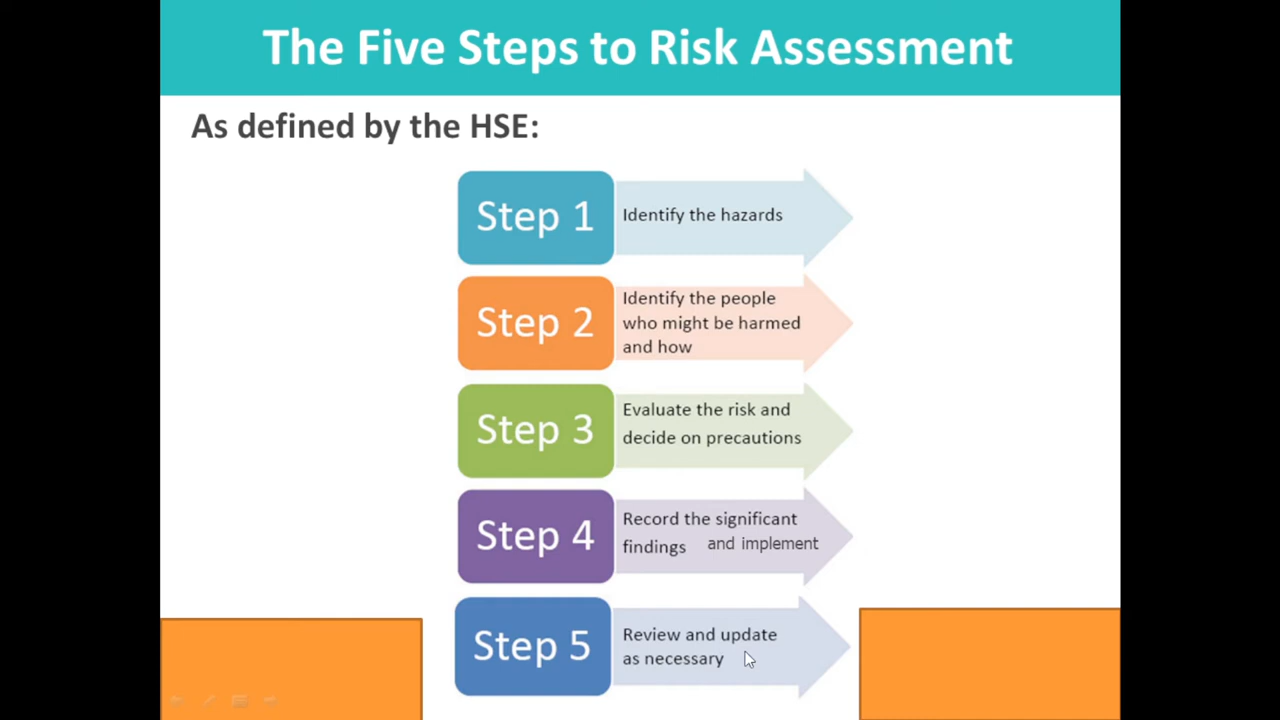 The Five Steps to Risk Assessment
As defined by the HSE:
Step 1
Identify the hazards
Step 2
Identify the people
who might be harmed
and how
Step 3
Evaluate the risk and
decide on precautions
Step 4
Record the significant
findings and implement
Step 5
Review and update
as necessary